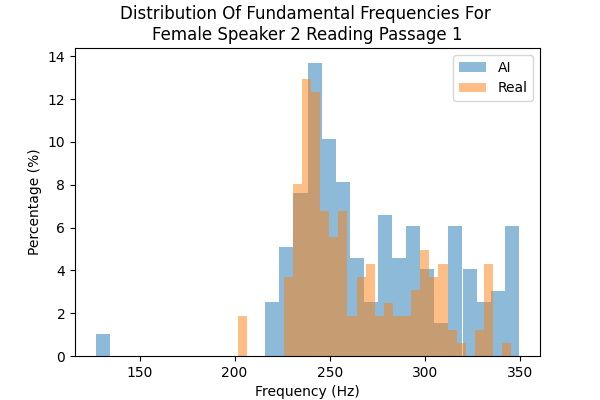 Distribution Of Fundamental Frequencies For
Female Speaker 2 Reading Passage 1
AI
Real
14
12
10
8
6
4
2
0
Percentage (%)
150
200
250
300
350
Frequency (Hz)